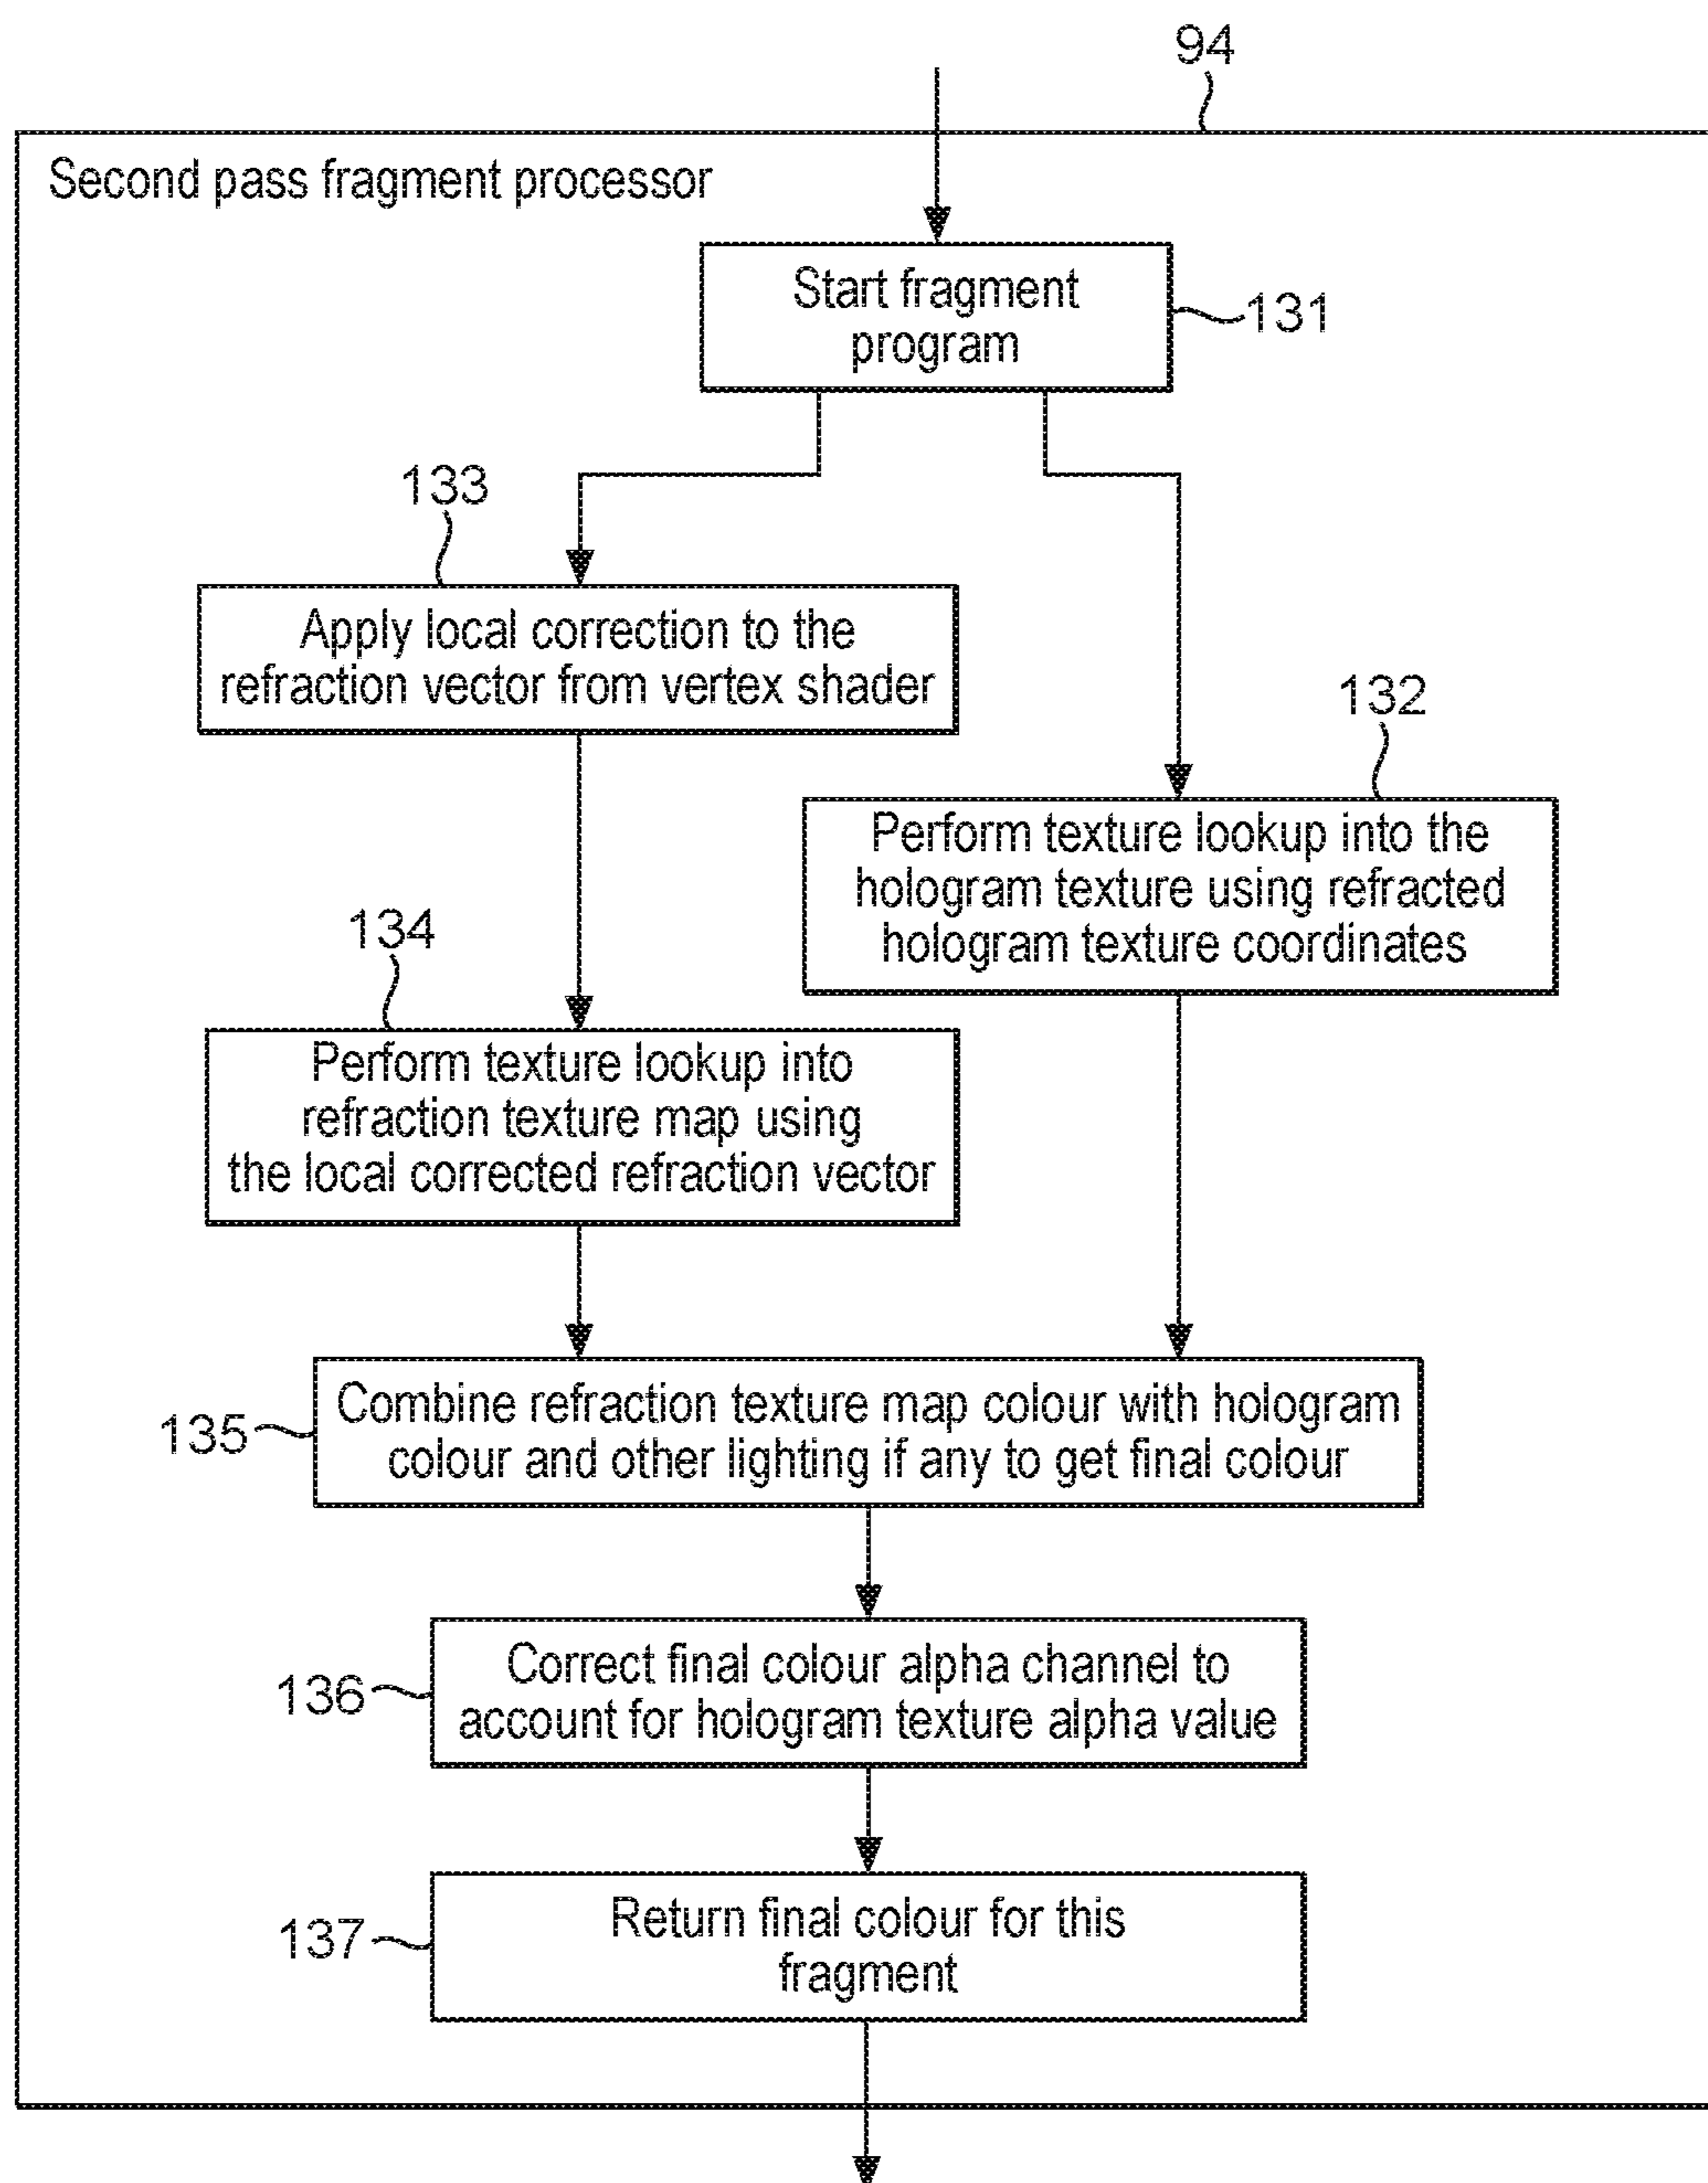 94
Second pass fragment processor
Start fragment
program
131
133
Apply local correction to the
refraction vector from vertex shader
132
Perform texture lookup into the
hologram texture using refracted
hologram texture coordinates
134
Perform texture lookup into
refraction texture map using
the local corrected refraction vector
135
Combine refraction texture map colour with hologram
colour and other lighting if any to get final colour
136
Correct final colour alpha channel to
account for hologram texture alpha value
137
Return final colour for this
fragment